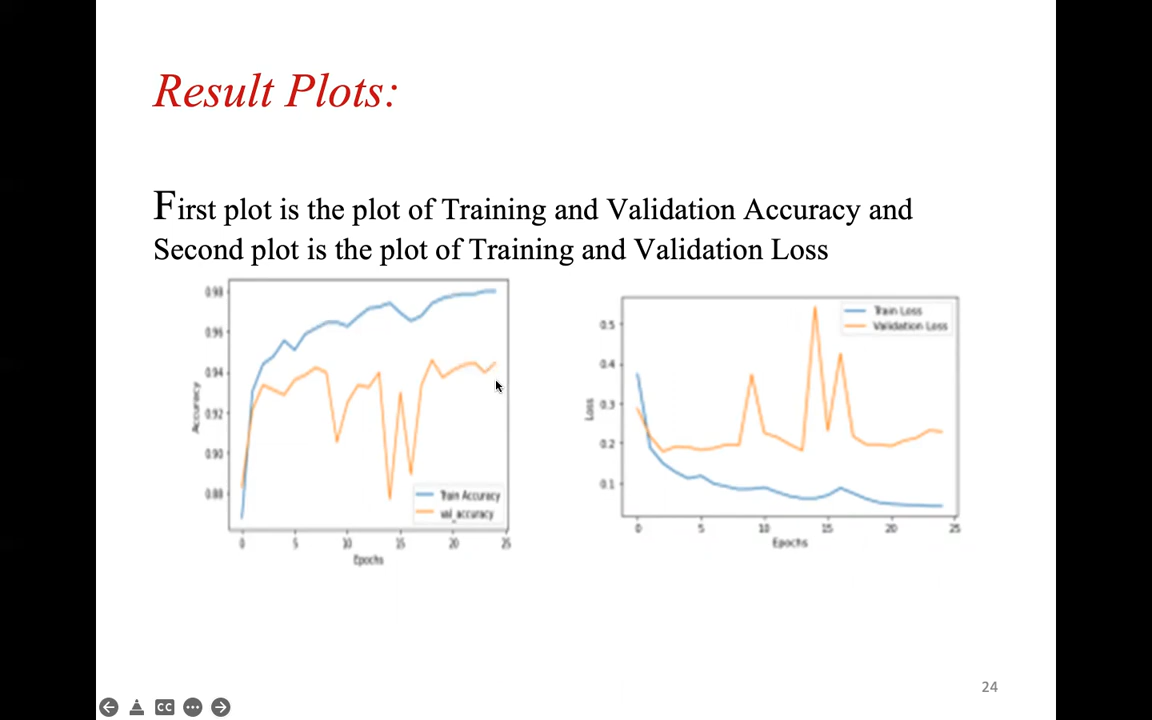 Result Plots:
First plot is the plot of Training and Validation Accuracy and
Second plot is the plot of Training and Validation Loss
0.98
0.96
0.94
0.92
0.90
0.88
Accuracy
Train Accuracy
val_accuracy
0 5 10 15 20 25
Epochs
Train Loss
Validation Loss
0.5
0.4
0.3
0.2
0.1
Loss
0 5 10 15 20 25
Epochs
24
CC